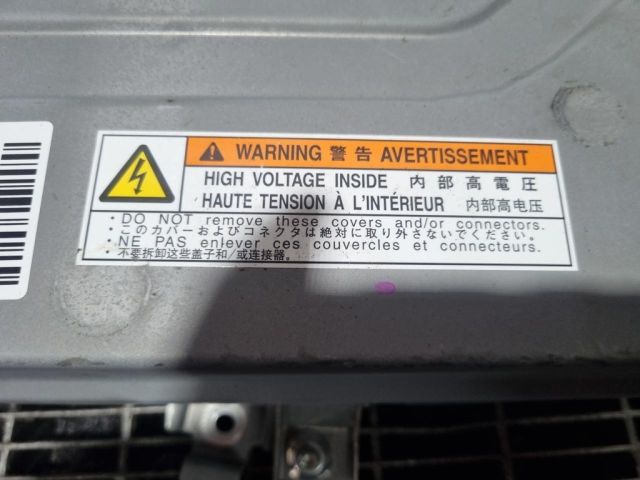 WARNING 警告 AVERTISSEMENT
HIGH VOLTAGE INSIDE 内部高電圧
HAUTE TENSION À L'INTÉRIEUR 内部高电压
· DO NOT remove these covers and/or connectors.
· このカバーおよびコネクタは絶対に取り外さないでください。
· NE PAS enlever ces couvercles et connecteurs.
· 不要拆卸这些盖子和/或连接器。